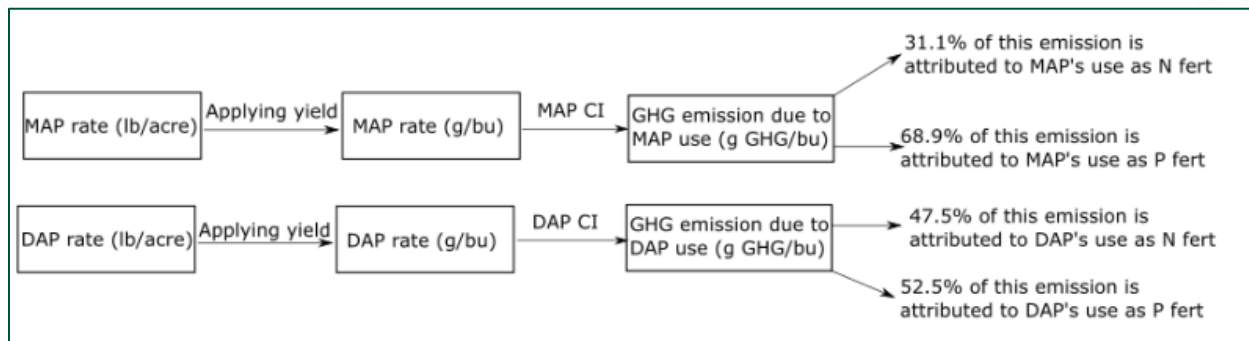 31.1% of this emission is
attributed to MAP's use as N fert
MAP rate (lb/acre)
Applying yield
MAP rate (g/bu)
MAP CI
GHG emission due to
MAP use (g GHG/bu)
68.9% of this emission is
attributed to MAP's use as P fert
DAP rate (lb/acre)
Applying yield
DAP rate (g/bu)
DAP CI
GHG emission due to
DAP use (g GHG/bu)
47.5% of this emission is
attributed to DAP's use as N fert
52.5% of this emission is
attributed to DAP's use as P fert